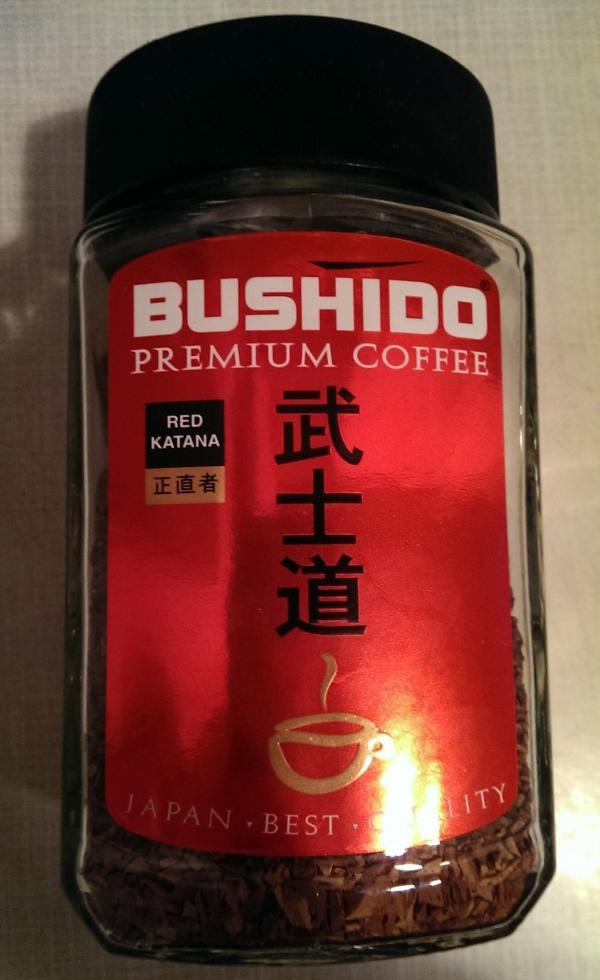 BUSHIDO®
PREMIUM COFFEE
RED
KATANA
正直者
武
士
道
JAPAN • BEST •